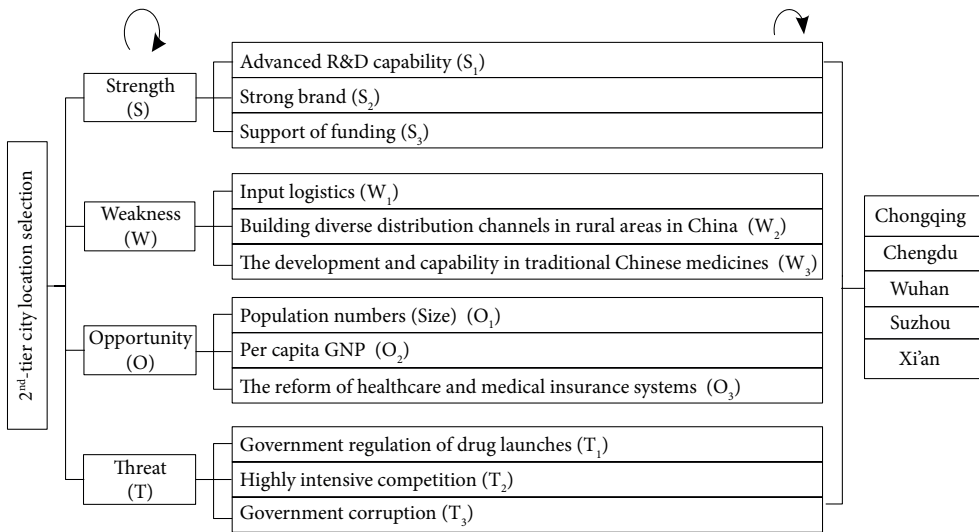 2nd-tier city location selection
Strength
(S)
Advanced R&D capability (S1)
Strong brand (S2)
Support of funding (S3)
Weakness
(W)
Input logistics (W1)
Building diverse distribution channels in rural areas in China (W2)
The development and capability in traditional Chinese medicines (W3)
Opportunity
(O)
Population numbers (Size) (O1)
Per capita GNP (O2)
The reform of healthcare and medical insurance systems (O3)
Threat
(T)
Government regulation of drug launches (T1)
Highly intensive competition (T2)
Government corruption (T3)
Chongqing
Chengdu
Wuhan
Suzhou
Xi'an